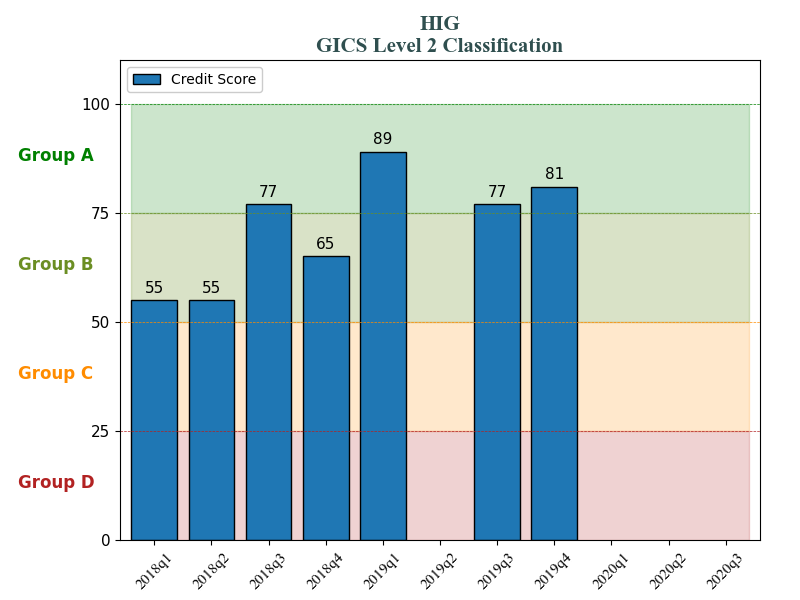 HIG
GICS Level 2 Classification
Credit Score
100
Group A
89
81
77
77
75
65
Group B
55
55
50
Group C
25
Group D
0
2018q1
2018q2
2018q3
2018q4
2019q1
2019q2
2019q3
2019q4
2020q1
2020q2
2020q3